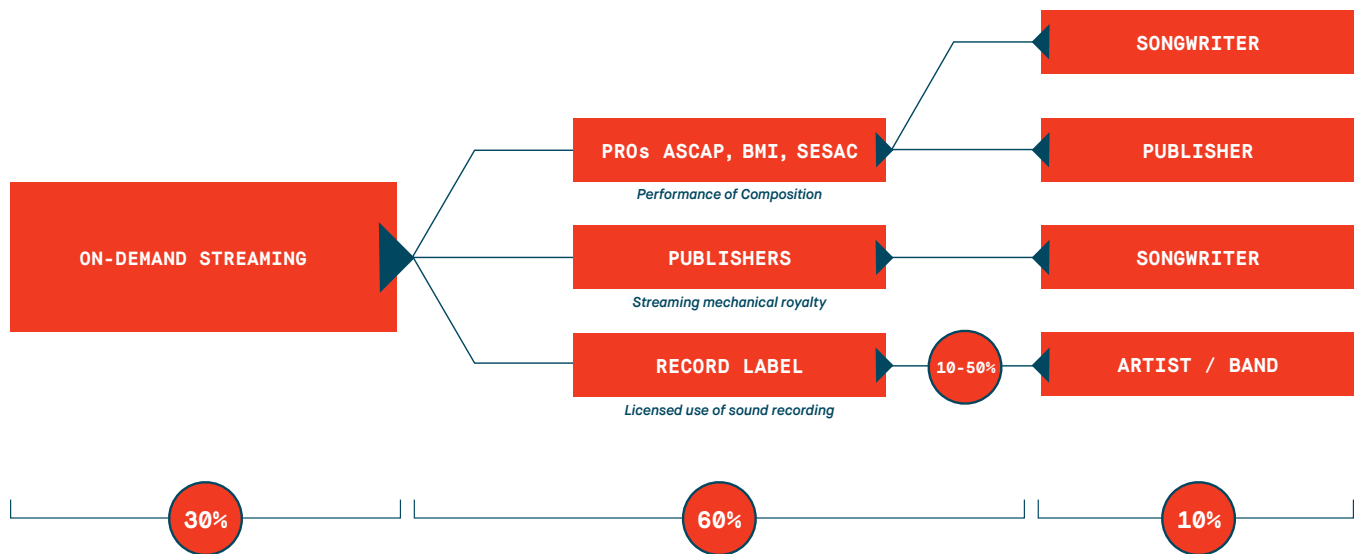 SONGWRITER
PROs ASCAP, BMI, SESAC
PUBLISHER
Performance of Composition
ON-DEMAND STREAMING
PUBLISHERS
SONGWRITER
Streaming mechanical royalty
RECORD LABEL
10-50%
ARTIST / BAND
Licensed use of sound recording
30%
60%
10%